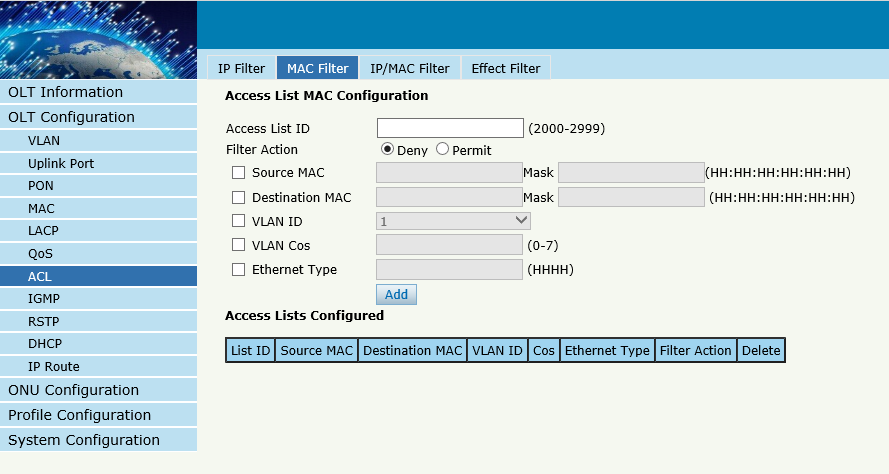 IP Filter MAC Filter IP/MAC Filter Effect Filter
OLT Information
OLT Configuration
VLAN
Uplink Port
PON
MAC
LACP
QoS
ACL
IGMP
RSTP
DHCP
IP Route
ONU Configuration
Profile Configuration
System Configuration
Access List MAC Configuration
Access List ID (2000-2999)
Filter Action Deny Permit
Source MAC Mask (HH:HH:HH:HH:HH:HH)
Destination MAC Mask (HH:HH:HH:HH:HH:HH)
VLAN ID 1
VLAN Cos (0-7)
Ethernet Type (HHHH)
Add
Access Lists Configured
List ID Source MAC Destination MAC VLAN ID Cos Ethernet Type Filter Action Delete